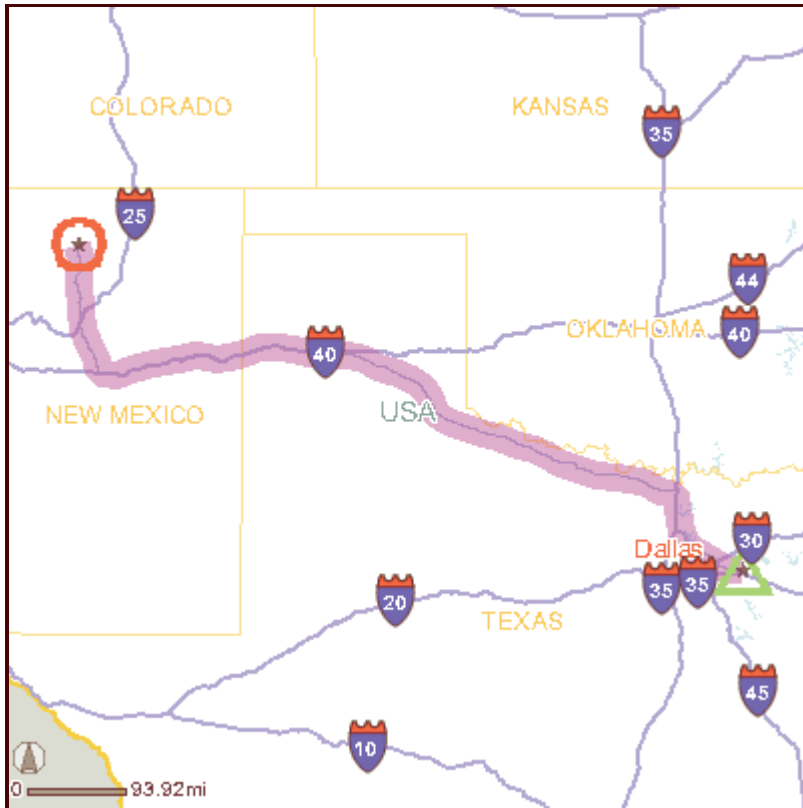 COLORADO
KANSAS
35
25
44
OKLAHOMA
40
40
NEW MEXICO
USA
30
Dallas
35
35
20
TEXAS
45
10
0
93.92mi